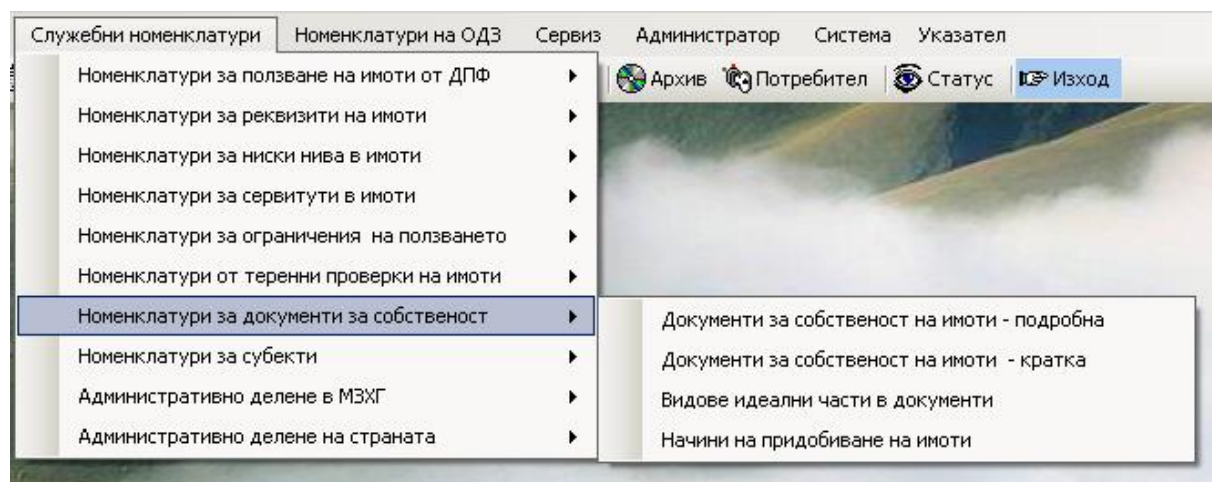 Служебни номенклатури Номенклатури на ОДЗ Сервиз Администратор Система Указател
Архив Потребител Статус Изход
Номенклатури за ползване на имоти от ДПФ
Номенклатури за реквизити на имоти
Номенклатури за ниски нива в имоти
Номенклатури за сервитути в имоти
Номенклатури за ограничения на ползването
Номенклатури от теренни проверки на имоти
Номенклатури за документи за собственост
Номенклатури за субекти
Административно делене в МЗХГ
Административно делене на страната
Документи за собственост на имоти - подробна
Документи за собственост на имоти - кратка
Видове идеални части в документи
Начини на придобиване на имоти